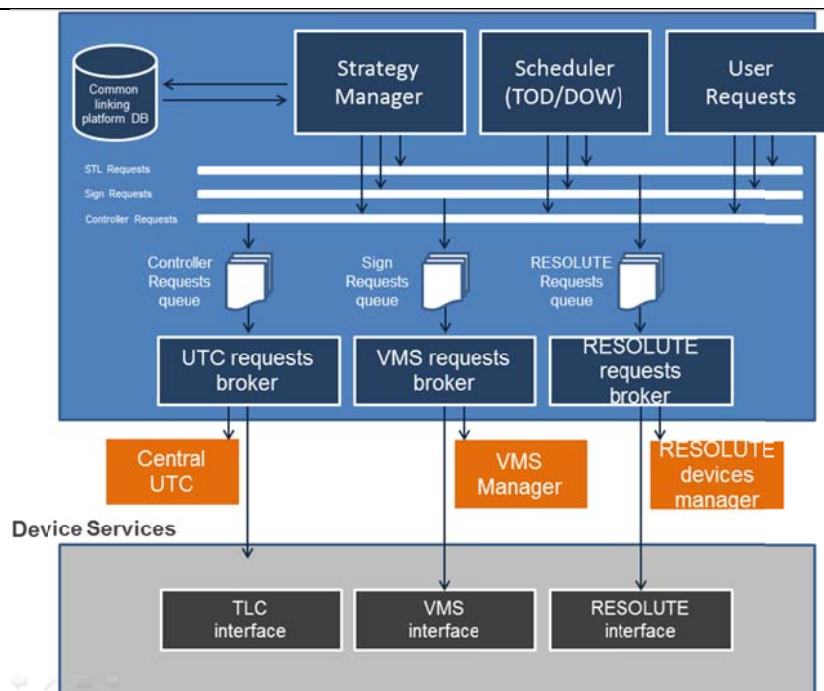 Common
linking
platform DB
Strategy
Manager
Scheduler
(TOD/DOW)
User
Requests
STL Requests
Sign Requests
Controller Requests
Controller
Requests
queue
Sign
Requests
queue
RESOLUTE
Requests
queue
UTC requests
broker
VMS requests
broker
RESOLUTE
requests
broker
Central
UTC
VMS
Manager
RESOLUTE
devices
manager
Device Services
TLC
interface
VMS
interface
RESOLUTE
interface